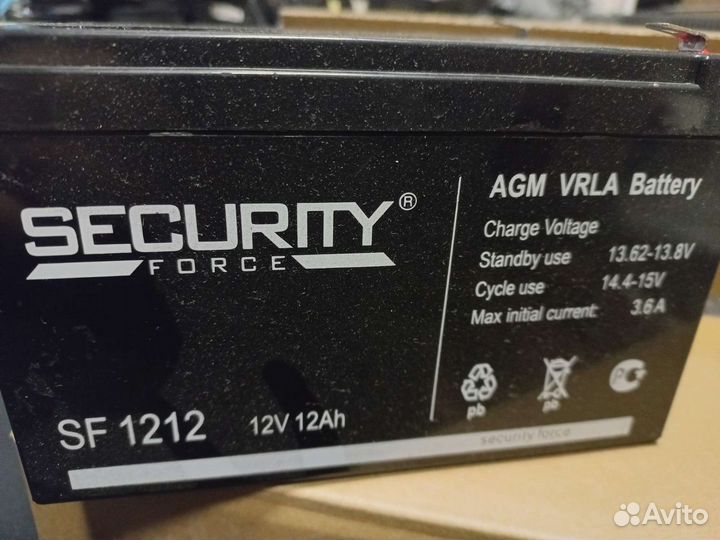 SECURITY®
FORCE
SF 1212 12V 12Ah
AGM VRLA Battery
Charge Voltage
Standby use 13.62-13.8V
Cycle use 14.4-15V
Max initial current: 3.6 A
pb pb
security force
Avito